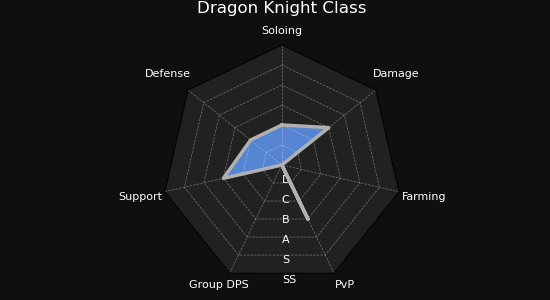 Dragon Knight Class
Soloing
Defense
Damage
Support
Farming
D
C
B
A
S
SS
Group DPS
PvP